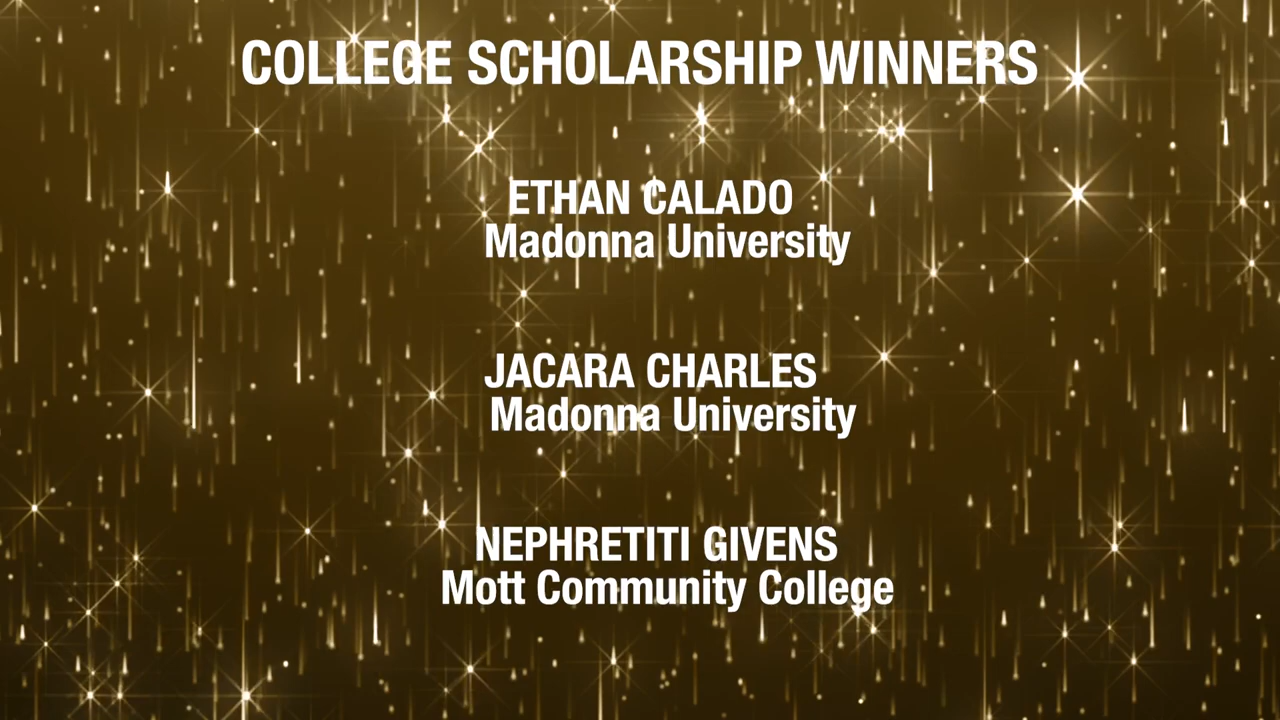 COLLEGE SCHOLARSHIP WINNERS
ETHAN CALADO
Madonna University
JACARA CHARLES
Madonna University
NEPHRETITI GIVENS
Mott Community College